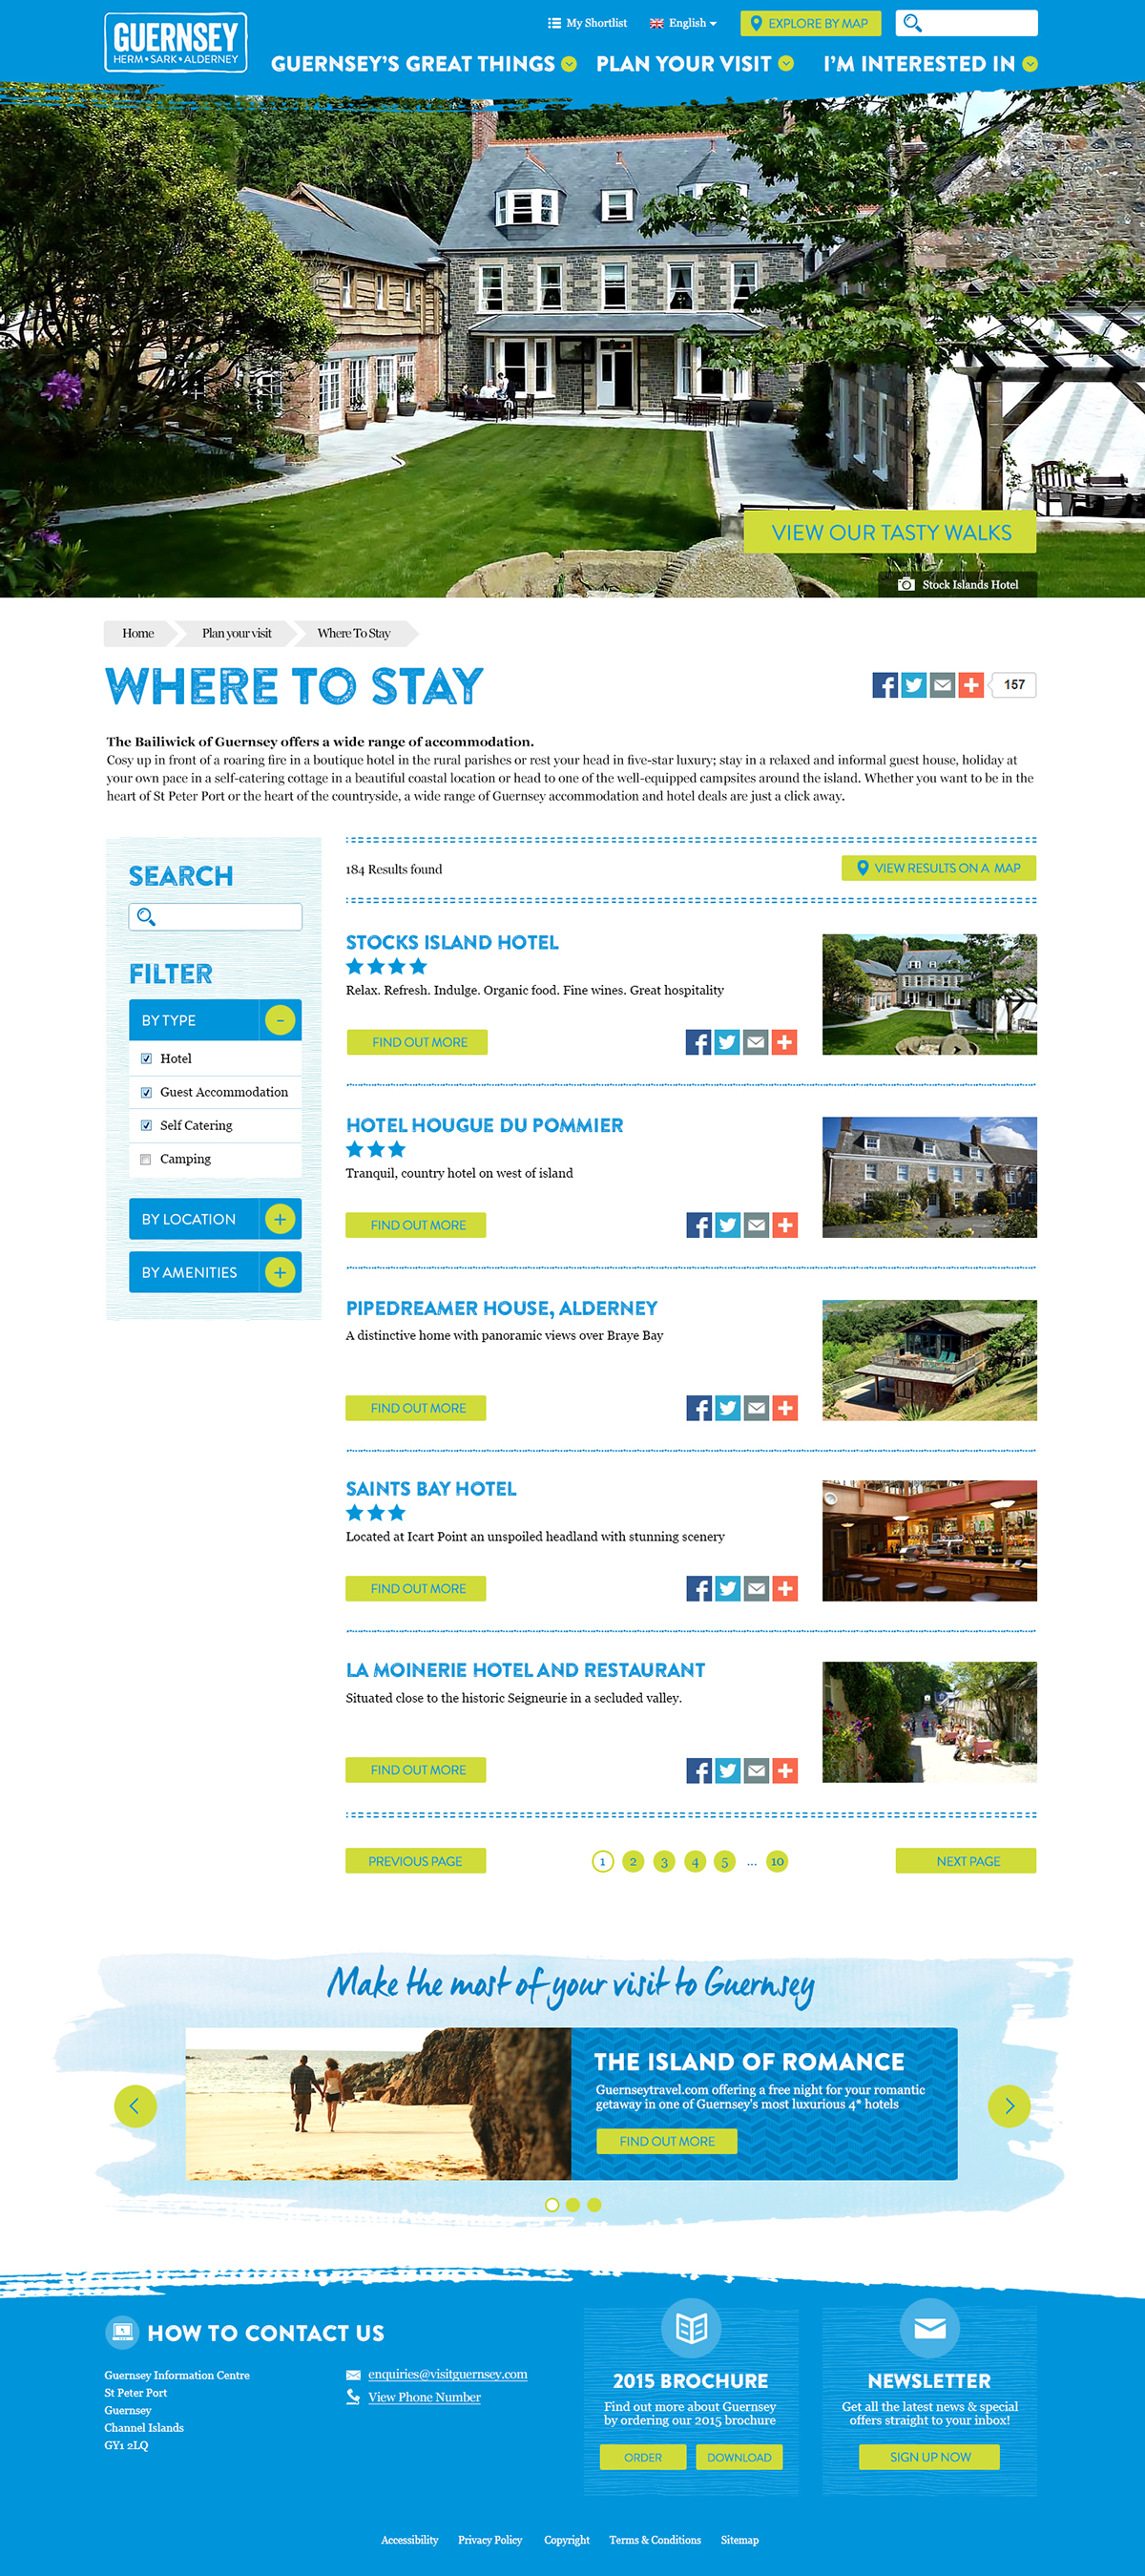 GUERNSEY
HERM • SARK • ALDERNEY
My Shortlist
English
EXPLORE BY MAP
GUERNSEY'S GREAT THINGS
PLAN YOUR VISIT
I'M INTERESTED IN
VIEW OUR TASTY WALKS
Stock Islands Hotel
Home
Plan your visit
Where To Stay
WHERE TO STAY
157
The Bailiwick of Guernsey offers a wide range of accommodation.
Cosy up in front of a roaring fire in a boutique hotel in the rural parishes or rest your head in five-star luxury; stay in a relaxed and informal guest house, holiday at
your own pace in a self-catering cottage in a beautiful coastal location or head to one of the well-equipped campsites around the island. Whether you want to be in the
heart of St Peter Port or the heart of the countryside, a wide range of Guernsey accommodation and hotel deals are just a click away.
SEARCH
FILTER
BY TYPE
-
Hotel
Guest Accommodation
Self Catering
Camping
BY LOCATION
+
BY AMENITIES
+
184 Results found
VIEW RESULTS ON A MAP
STOCKS ISLAND HOTEL
Relax. Refresh. Indulge. Organic food. Fine wines. Great hospitality
FIND OUT MORE
HOTEL HOUGUE DU POMMIER
Tranquil, country hotel on west of island
FIND OUT MORE
PIPEDREAMER HOUSE, ALDERNEY
A distinctive home with panoramic views over Braye Bay
FIND OUT MORE
SAINTS BAY HOTEL
Located at Icart Point an unspoiled headland with stunning scenery
FIND OUT MORE
LA MOINERIE HOTEL AND RESTAURANT
Situated close to the historic Seigneurie in a secluded valley.
FIND OUT MORE
PREVIOUS PAGE
1 2 3 4 5 ... 10
NEXT PAGE
Make the most of your visit to Guernsey
THE ISLAND OF ROMANCE
Guernseytravel.com offering a free night for your romantic
getaway in one of Guernsey's most luxurious 4* hotels
FIND OUT MORE
HOW TO CONTACT US
Guernsey Information Centre
St Peter Port
Guernsey
Channel Islands
GY1 2LQ
enquiries@visitguernsey.com
View Phone Number
2015 BROCHURE
Find out more about Guernsey
by ordering our 2015 brochure
ORDER
DOWNLOAD
NEWSLETTER
Get all the latest news & special
offers straight to your inbox!
SIGN UP NOW
Accessibility
Privacy Policy
Copyright
Terms & Conditions
Sitemap